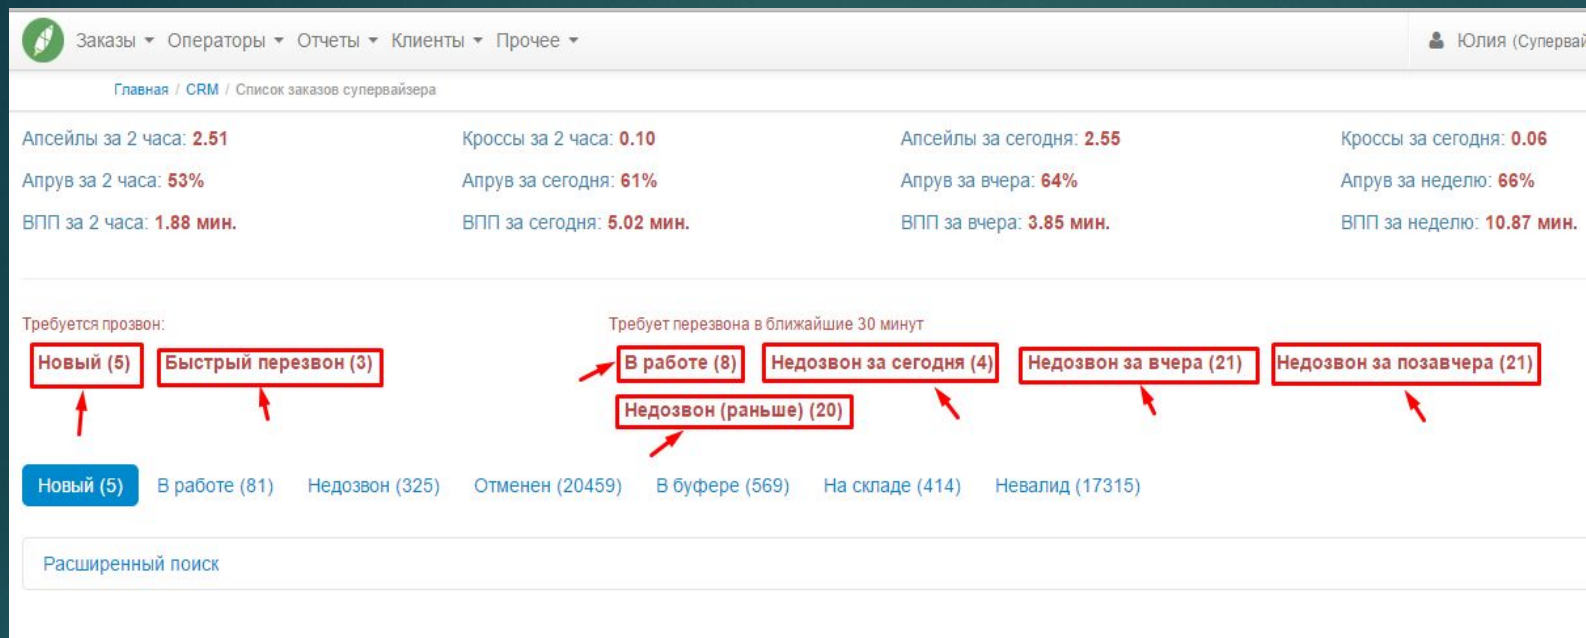 Заказы Операторы Отчеты Клиенты Прочее Юлия
Главная / CRM / Список заказов супервайзера
Апсейлы за 2 часа: 2.51 Кроссы за 2 часа: 0.10 Апсейлы за сегодня: 2.55 Кроссы за сегодня: 0.06
Апрув за 2 часа: 53% Апрув за сегодня: 61% Апрув за вчера: 64% Апрув за неделю: 66%
ВПП за 2 часа: 1.88 мин. ВПП за сегодня: 5.02 мин. ВПП за вчера: 3.85 мин. ВПП за неделю: 10.87 мин.
Требуется прозвон: Требует перезвона в ближайшие 30 минут
Новый (5) Быстрый перезвон (3) В работе (8) Недозвон за сегодня (4) Недозвон за вчера (21) Недозвон за позавчера (21)
Недозвон (раньше) (20)
Новый (5) В работе (81) Недозвон (325) Отменен (20459) В буфере (569) На складе (414) Невалид (17315)
Расширенный поиск